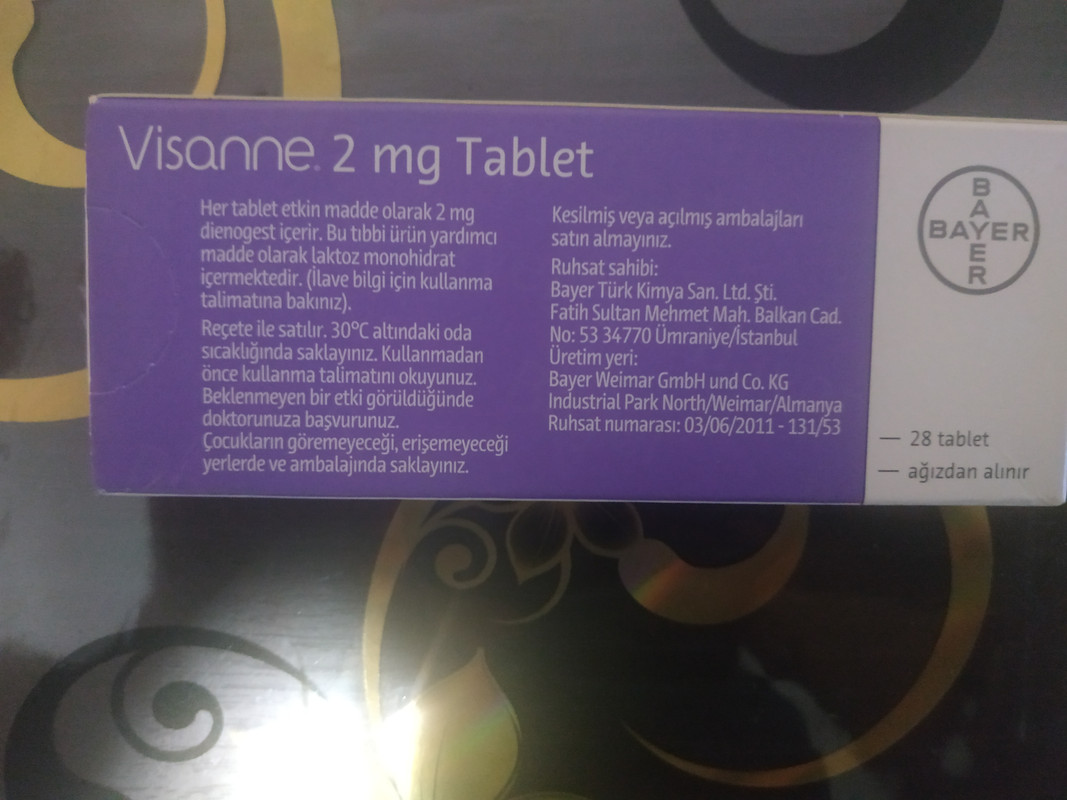 Visanne® 2 mg Tablet
Her tablet etkin madde olarak 2 mg
dienogest içerir. Bu tıbbi ürün yardımcı
madde olarak laktoz monohidrat
içermektedir. (İlave bilgi için kullanma
talimatına bakınız).
Reçete ile satılır. 30°C altındaki oda
sıcaklığında saklayınız. Kullanmadan
önce kullanma talimatını okuyunuz.
Beklenmeyen bir etki görüldüğünde
doktorunuza başvurunuz.
Çocukların göremeyeceği, erişemeyeceği
yerlerde ve ambalajında saklayınız.
Kesilmiş veya açılmış ambalajları
satın almayınız.
Ruhsat sahibi:
Bayer Türk Kimya San. Ltd. Şti.
Fatih Sultan Mehmet Mah. Balkan Cad.
No: 53 34770 Ümraniye/İstanbul
Üretim yeri:
Bayer Weimar GmbH und Co. KG
Industrial Park North/Weimar/Almanya
Ruhsat numarası: 03/06/2011 - 131/53
BAYER
BAYER
— 28 tablet
— ağızdan alınır